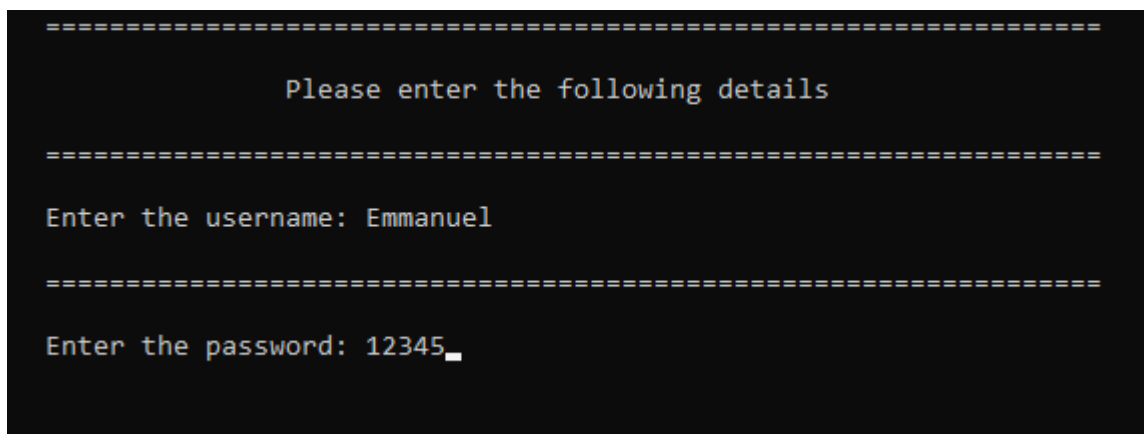 ==================================================================
Please enter the following details
==================================================================
Enter the username: Emmanuel
==================================================================
Enter the password: 12345